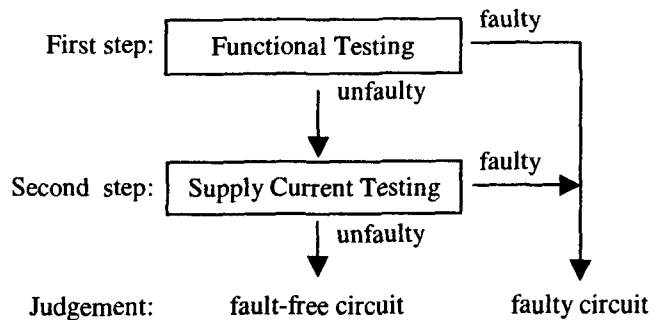 faulty
First step: Functional Testing
unfaulty
faulty
Second step: Supply Current Testing
unfaulty
Judgement: fault-free circuit faulty circuit